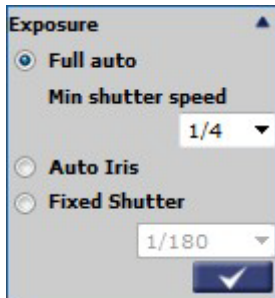 Exposure
Full auto
Min shutter speed
1/4
Auto Iris
Fixed Shutter
1/180